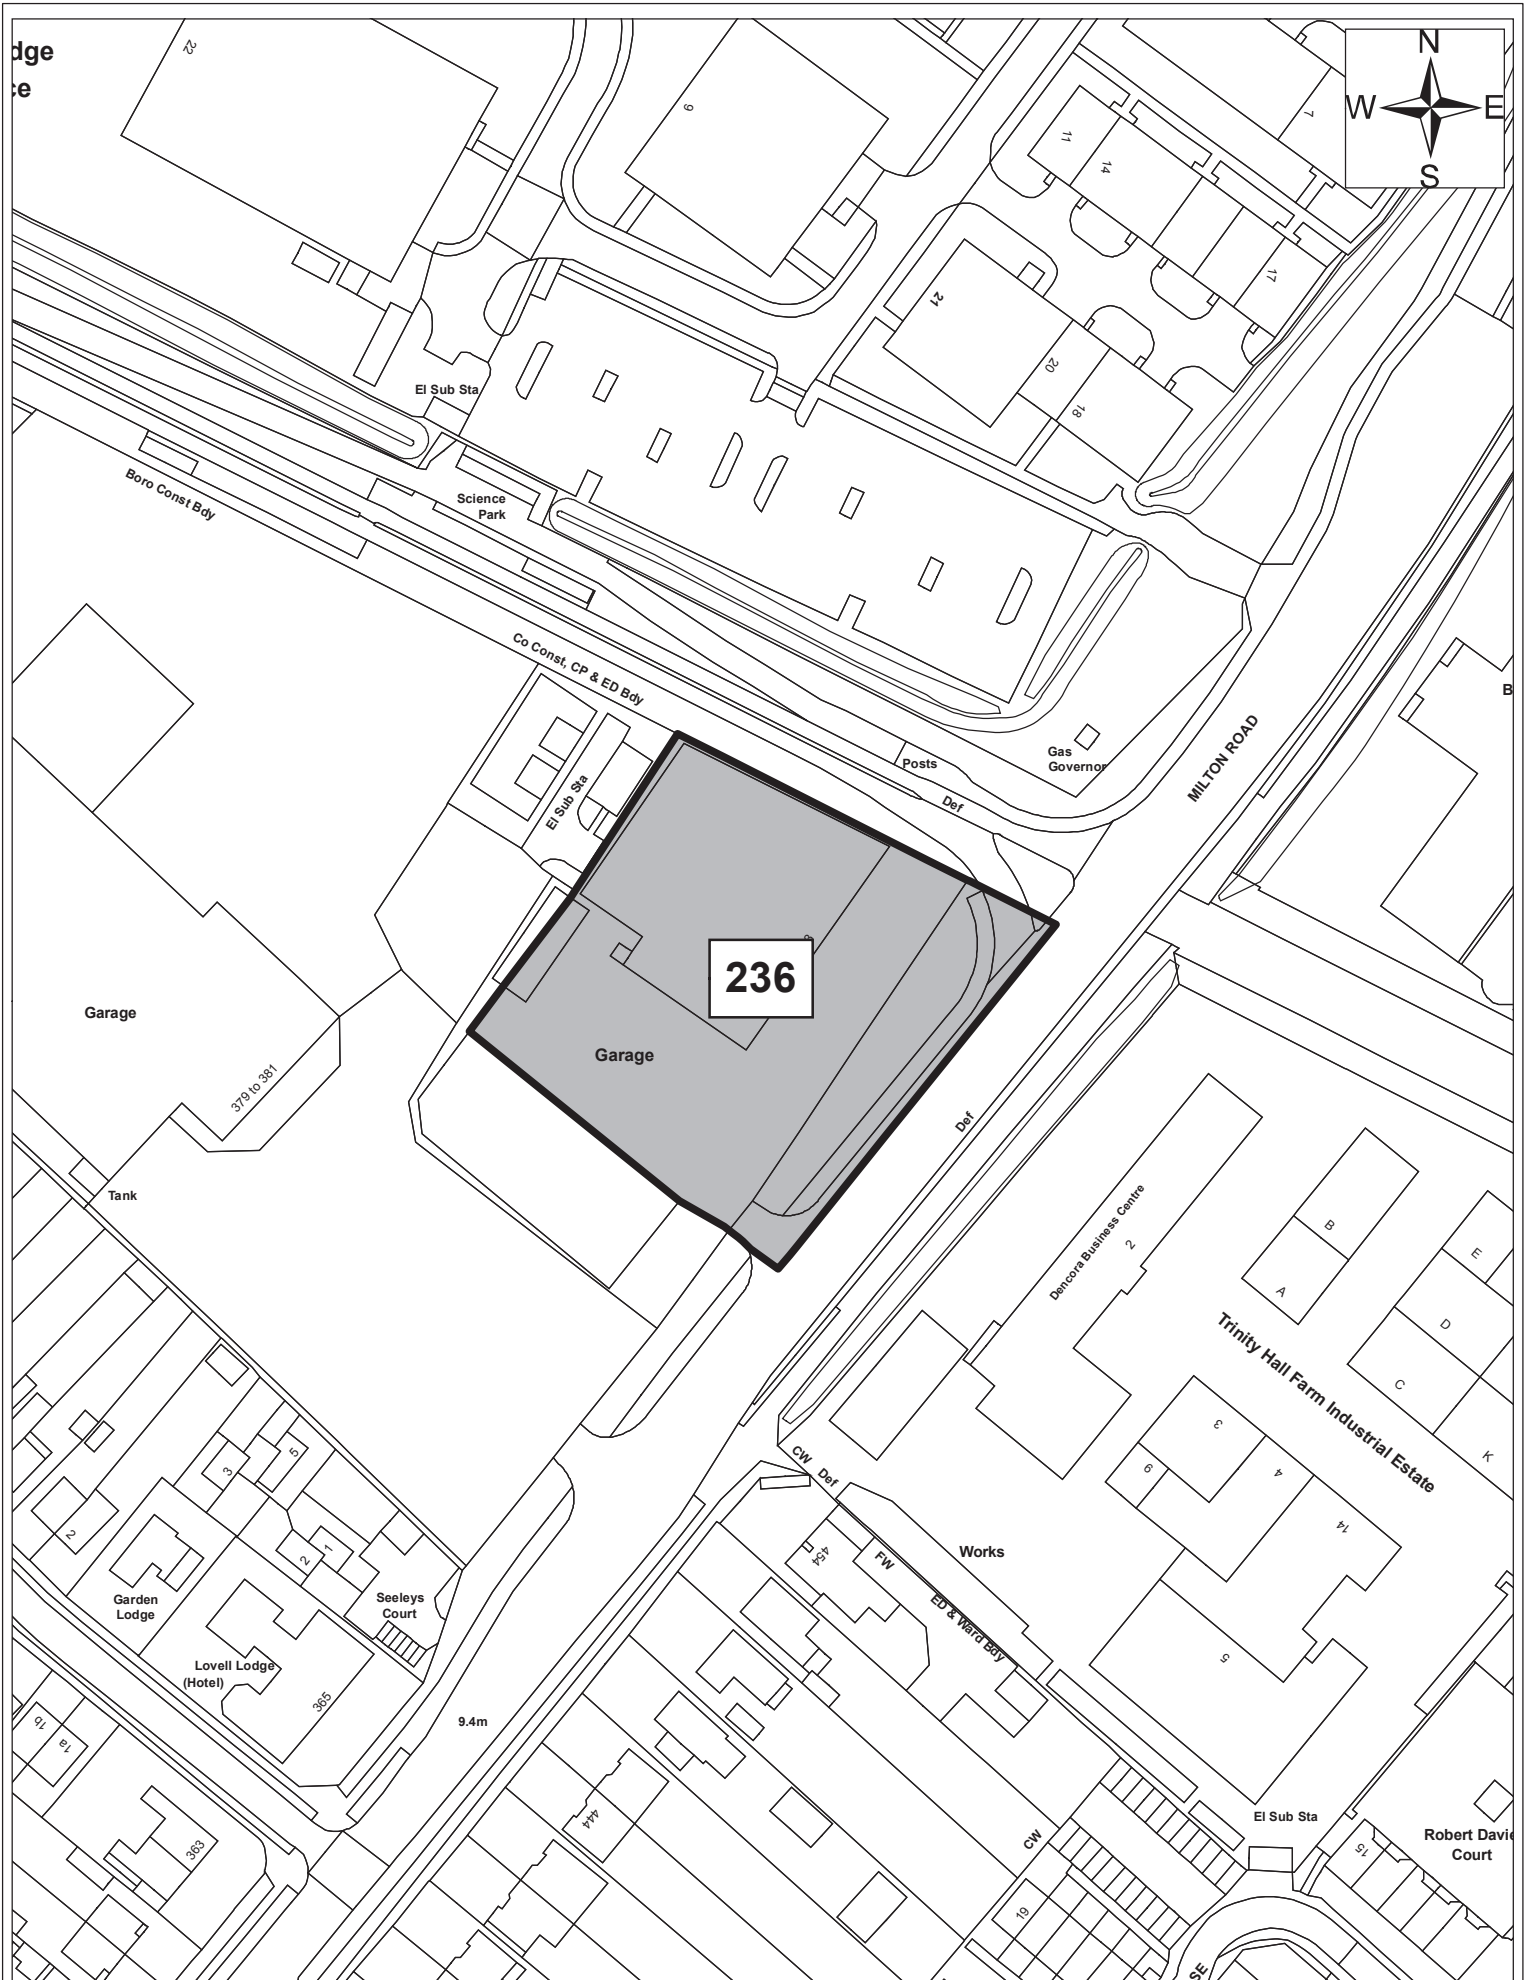 dge
ce
22
9
7
N
W
E
S
11
14
17
21
20
18
El Sub Sta
Boro Const Bdy
Science
Park
Co Const, CP & ED Bdy
El Sub Sta
Posts
Def
Gas
Governor
MILTON ROAD
B
8
236
Garage
Garage
379 to 381
Tank
Def
Dencora Business Centre
2
B
A
E
D
C
K
Trinity Hall Farm Industrial Estate
3
9
4
14
5
CW
Def
Works
454
FW
ED & Ward Bdy
5
3
2
1
2
Garden
Lodge
Seeleys
Court
Lovell Lodge
(Hotel)
365
9.4m
1b
1a
363
444
CW
19
El Sub Sta
15
Robert Davie
Court
SE